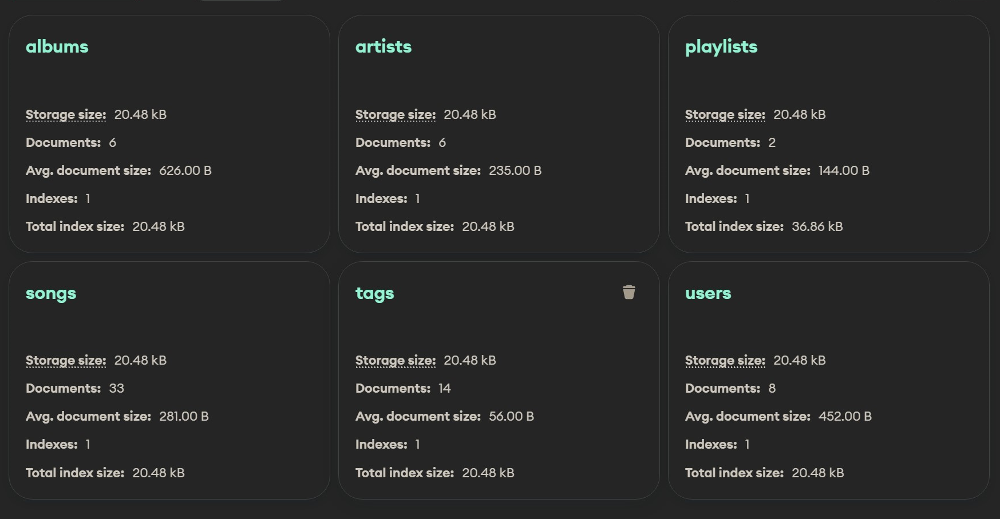 albums
Storage size: 20.48 kB
Documents: 6
Avg. document size: 626.00 B
Indexes: 1
Total index size: 20.48 kB
artists
Storage size: 20.48 kB
Documents: 6
Avg. document size: 235.00 B
Indexes: 1
Total index size: 20.48 kB
playlists
Storage size: 20.48 kB
Documents: 2
Avg. document size: 144.00 B
Indexes: 1
Total index size: 36.86 kB
songs
Storage size: 20.48 kB
Documents: 33
Avg. document size: 281.00 B
Indexes: 1
Total index size: 20.48 kB
tags
Storage size: 20.48 kB
Documents: 14
Avg. document size: 56.00 B
Indexes: 1
Total index size: 20.48 kB
users
Storage size: 20.48 kB
Documents: 8
Avg. document size: 452.00 B
Indexes: 1
Total index size: 20.48 kB